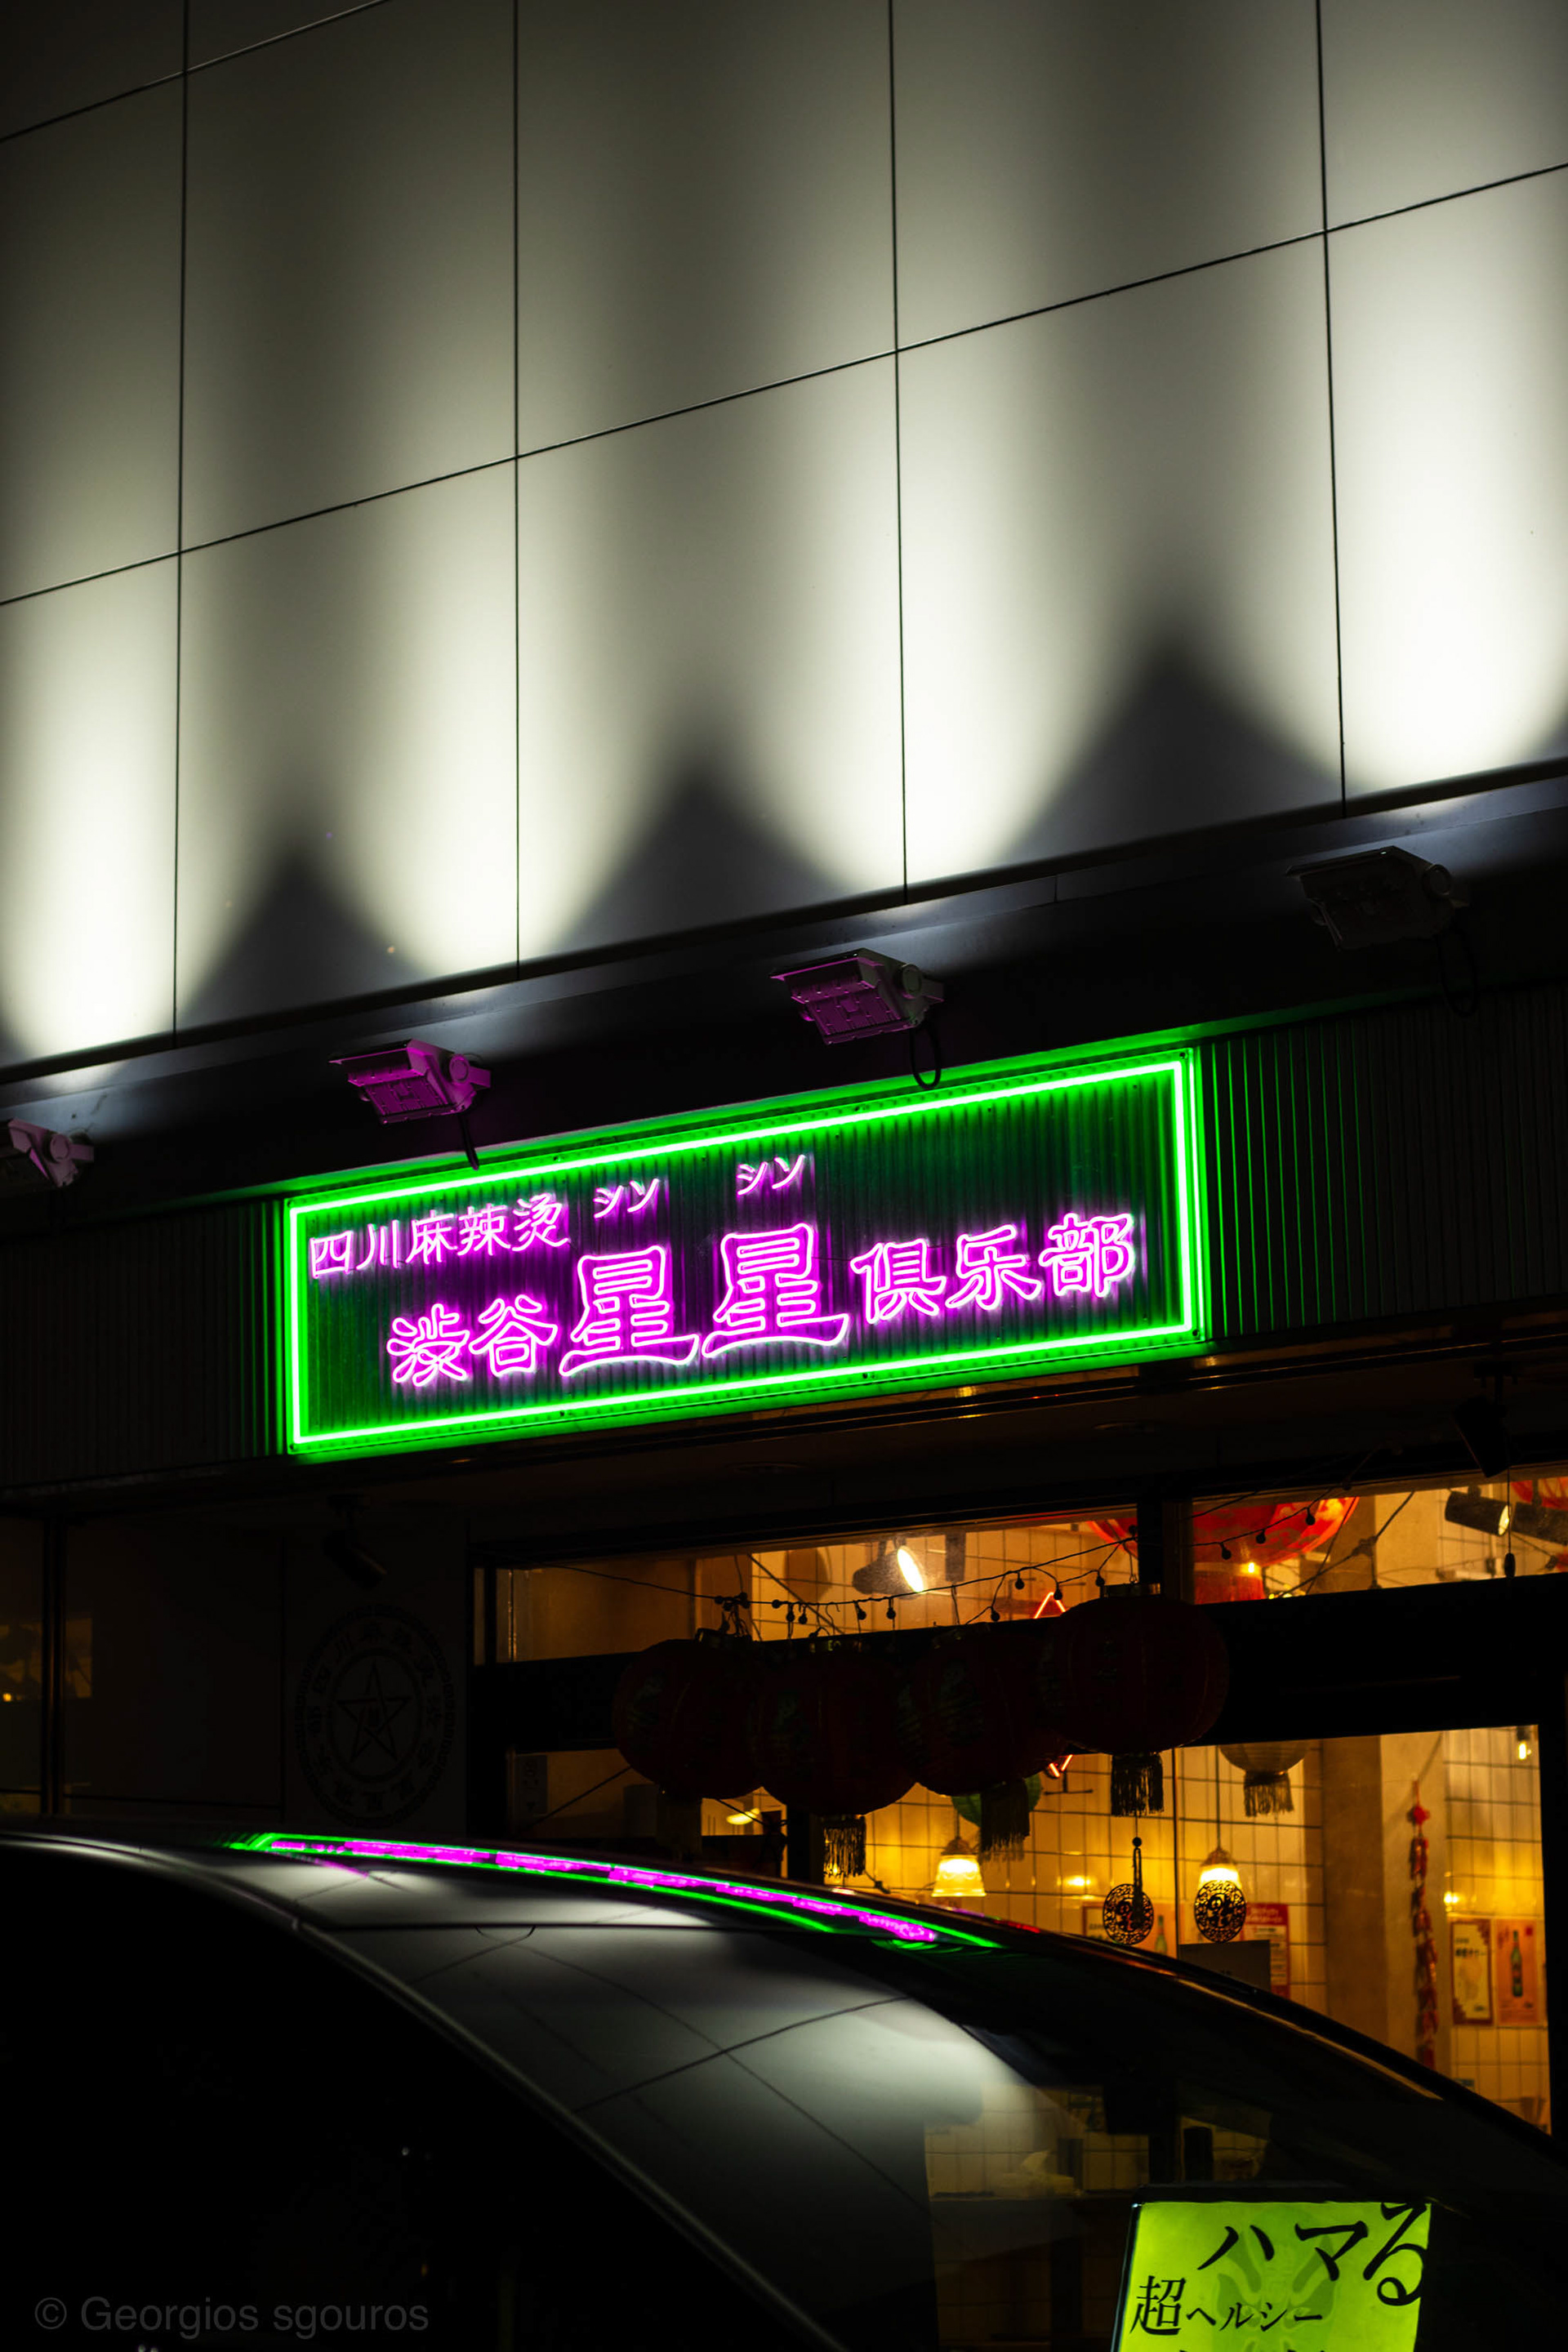 四川麻辣烫
シン シン
渋谷星星俱乐部
ハマる
超ヘルシー
© Georgios sgouros